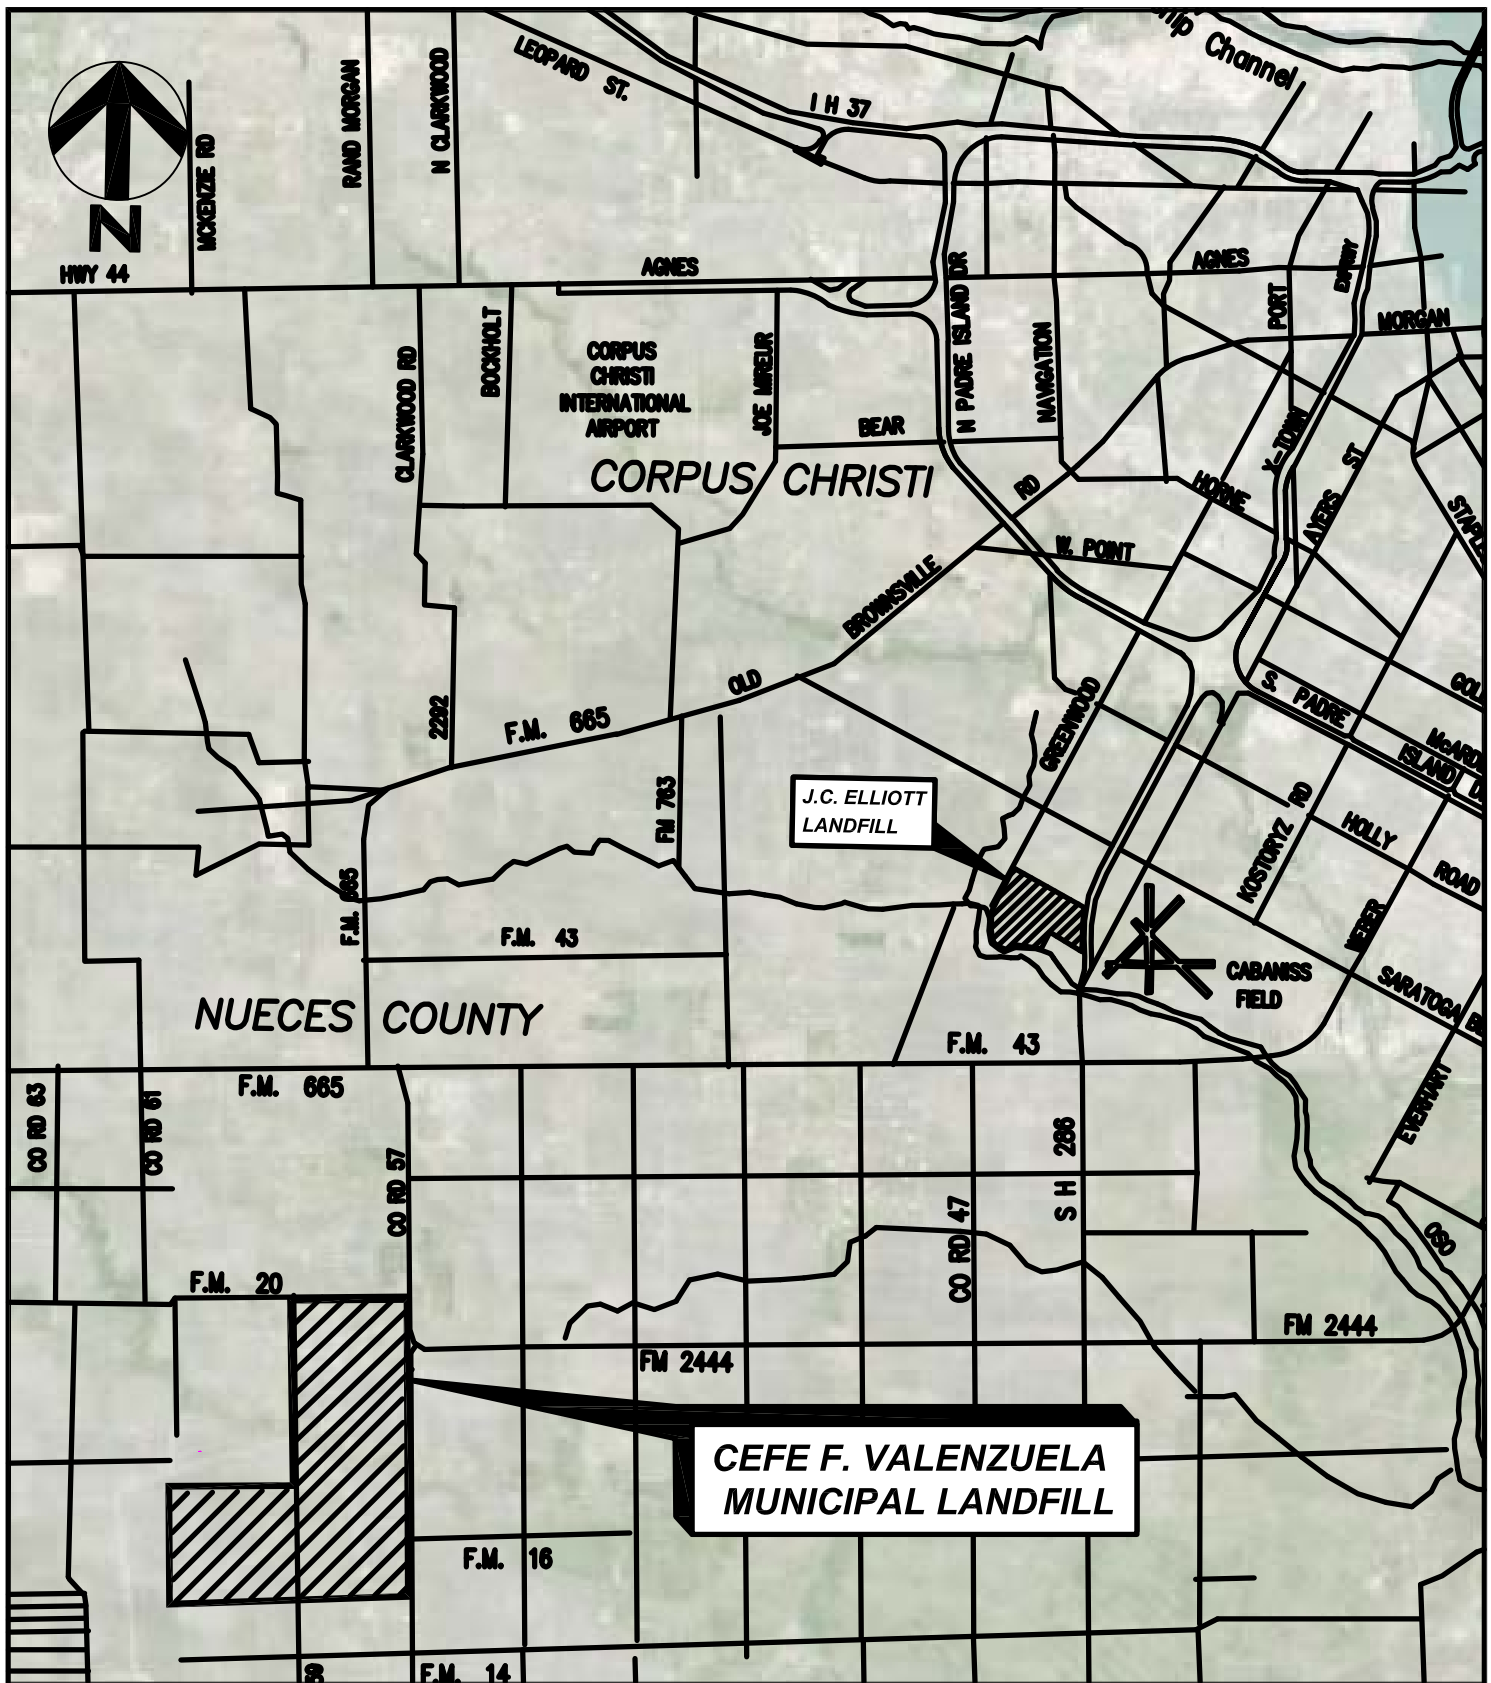 Ship Channel
LEOPARD ST.
I H 37
RAND MORGAN
N CLARKWOOD
MCKENZIE RD
N
HWY 44
AGNES
AGNES
N PADRE ISLAND DR
PORT
EXPWY
MORGAN
NAVIGATION
BOCKHOLT
CLARKWOOD RD
CORPUS
CHRISTI
INTERNATIONAL
AIRPORT
JOE MIREUR
BEAR
CORPUS CHRISTI
X-TOWN
AYERS ST
HORNE
W. POINT
OLD BROWNSVILLE RD
2292
F.M. 665
FM 763
GREENWOOD
S. PADRE ISLAND
KOSTORYZ RD
HOLLY ROAD
WEBER
J.C. ELLIOTT
LANDFILL
F.M. 665
F.M. 43
CABANISS
FIELD
SARATOGA
NUECES COUNTY
F.M. 43
F.M. 665
CO RD 63
CO RD 61
CO RD 57
CO RD 47
S H 286
EVERHART
OSO
F.M. 20
FM 2444
FM 2444
CEFE F. VALENZUELA
MUNICIPAL LANDFILL
F.M. 16
F.M. 14